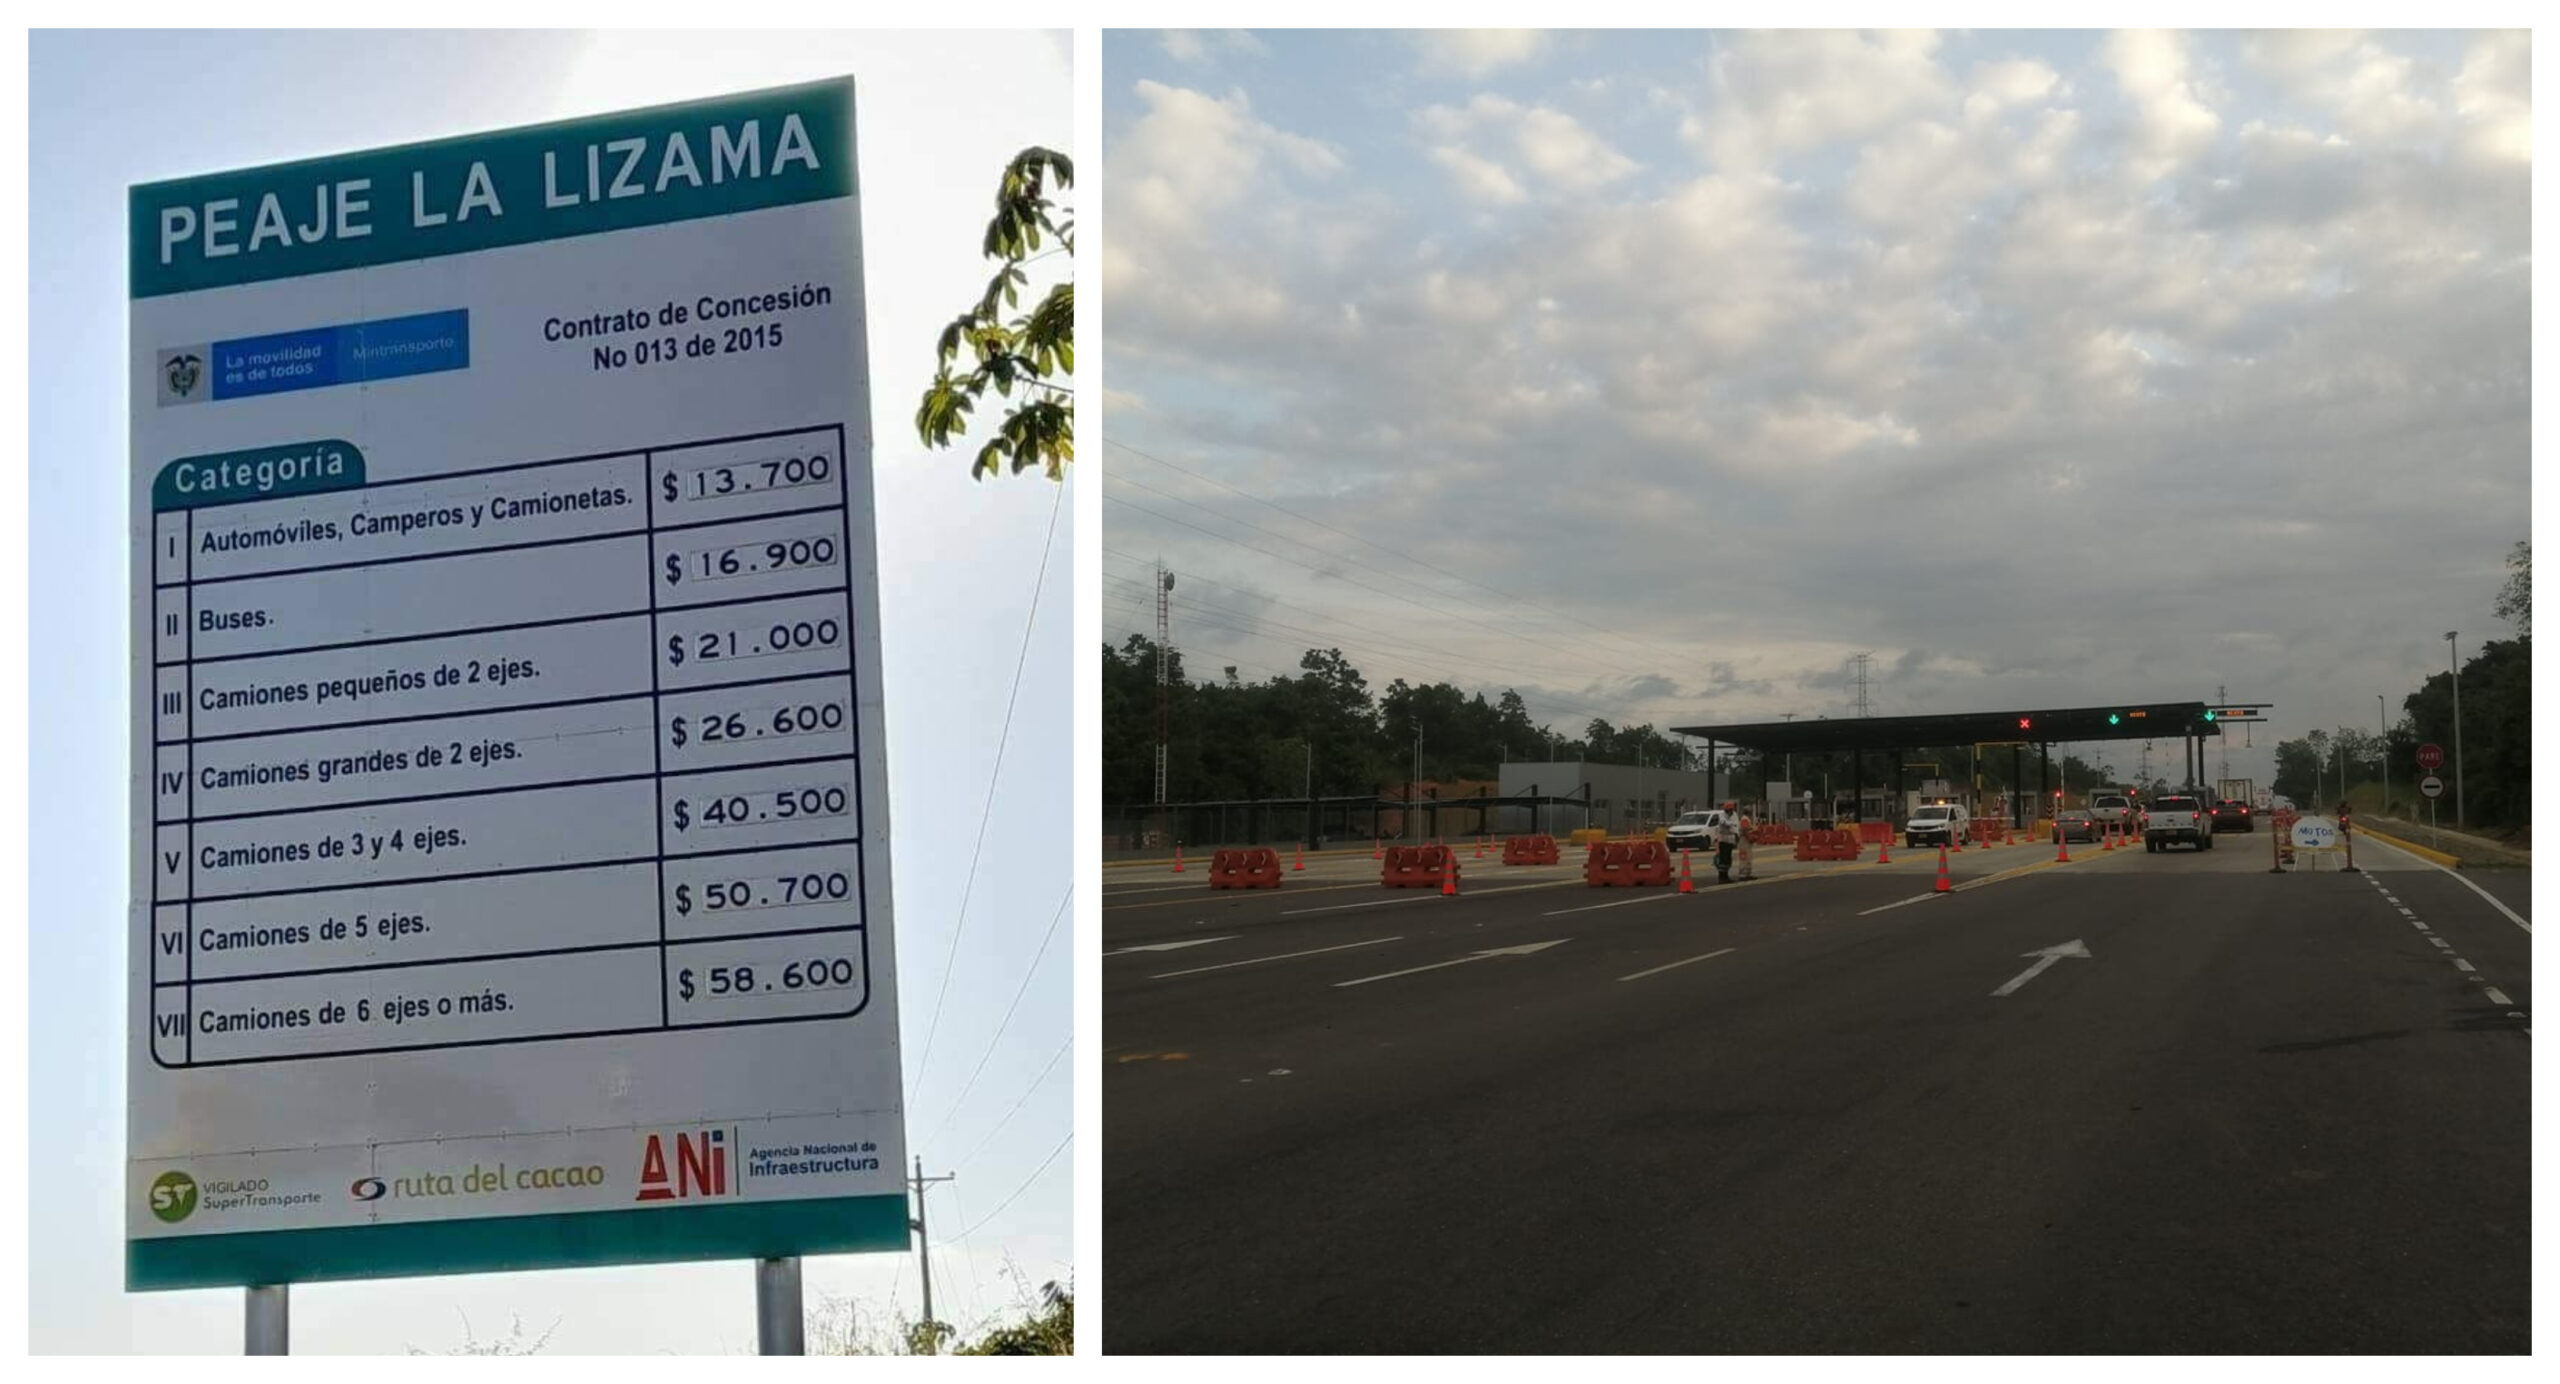 PEAJE LA LIZAMA
La movilidad
es de todos
Mintransporte
Contrato de Concesión
No 013 de 2015
Categoría
I Automóviles, Camperos y Camionetas. $ 13.700
II Buses. $ 16.900
III Camiones pequeños de 2 ejes. $ 21.000
IV Camiones grandes de 2 ejes. $ 26.600
V Camiones de 3 y 4 ejes. $ 40.500
VI Camiones de 5 ejes. $ 50.700
VII Camiones de 6 ejes o más. $ 58.600
ST
VIGILADO
SuperTransporte
ruta del cacao
ANi
Agencia Nacional de
Infraestructura
MOTOS
PARE